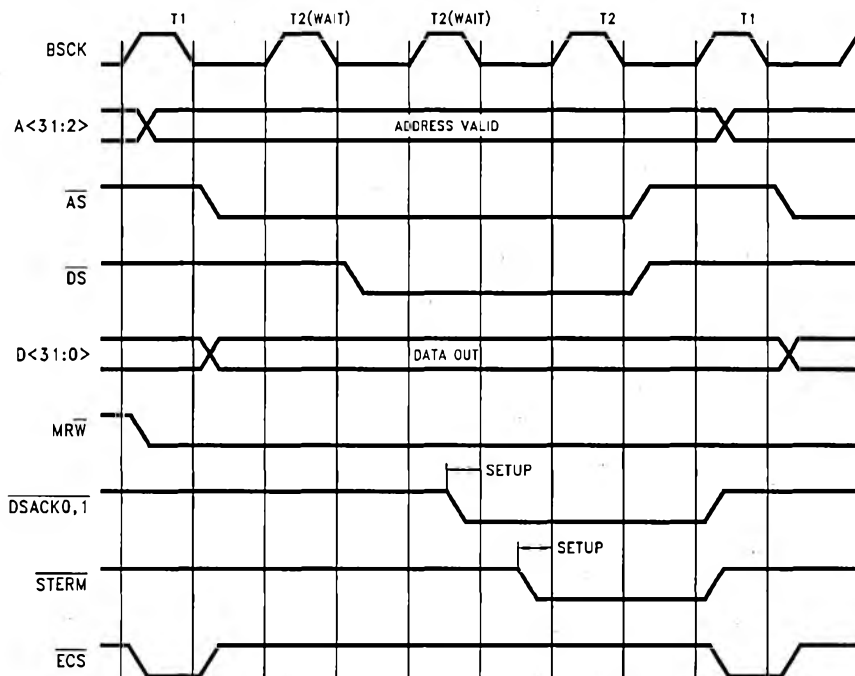 T1 T2(WAIT) T2(WAIT) T2 T1
BSCK
A<31:2> ADDRESS VALID
AS
DS
D<31:0> DATA OUT
MRW
SETUP
DSACK0,1
SETUP
STERM
ECS